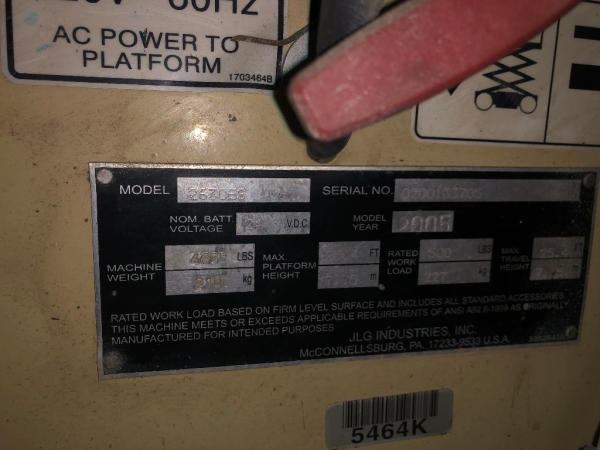 60HZ
AC POWER TO
PLATFORM
1703464B
MODEL SERIAL NO.
NOM. BATT. VOLTAGE V.D.C. MODEL YEAR 2005
MACHINE WEIGHT LBS kg
MAX. PLATFORM HEIGHT FT m
RATED WORK LOAD 500 LBS 227 kg
MAX. TRAVEL HEIGHT FT m
RATED WORK LOAD BASED ON FIRM LEVEL SURFACE AND INCLUDES ALL STANDARD ACCESSORIES
THIS MACHINE MEETS OR EXCEEDS APPLICABLE REQUIREMENTS OF ANSI A92.6-1999 AS ORIGINALLY
MANUFACTURED FOR INTENDED PURPOSES
JLG INDUSTRIES, INC.
McCONNELLSBURG, PA. 17233-9533 U.S.A.
5464K